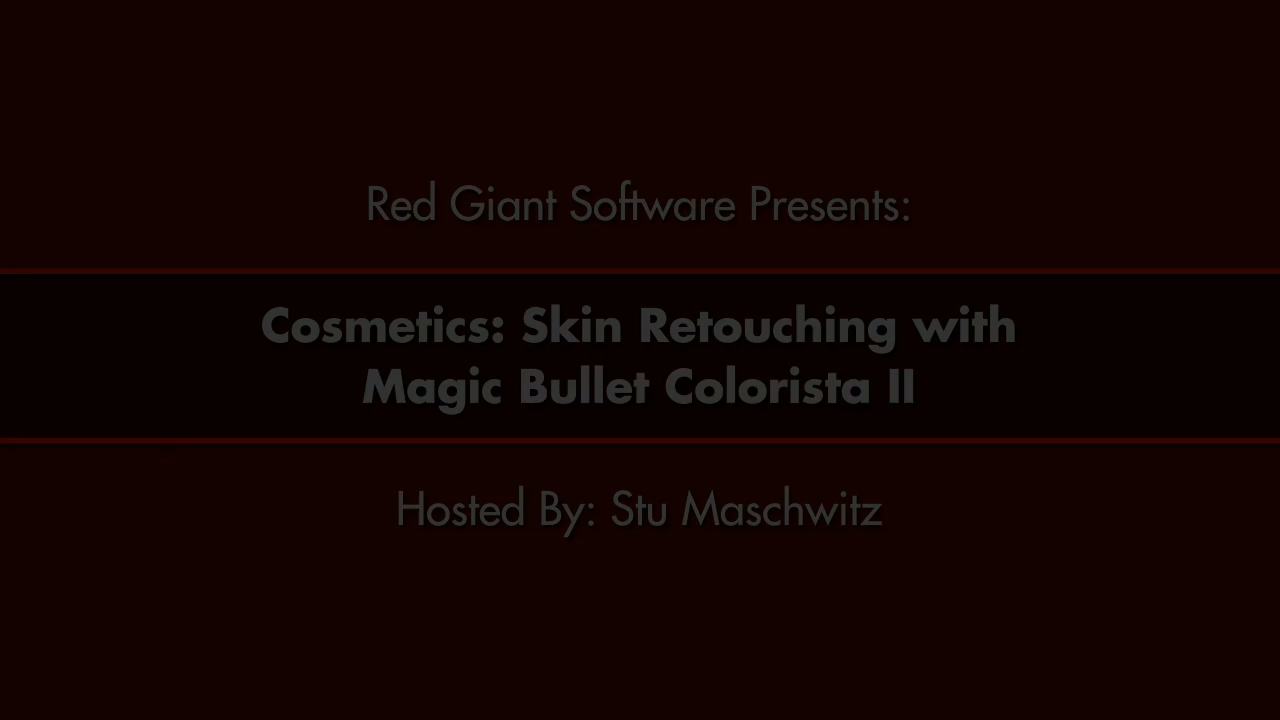 Red Giant Software Presents:
Cosmetics: Skin Retouching with
Magic Bullet Colorista II
Hosted By: Stu Maschwitz